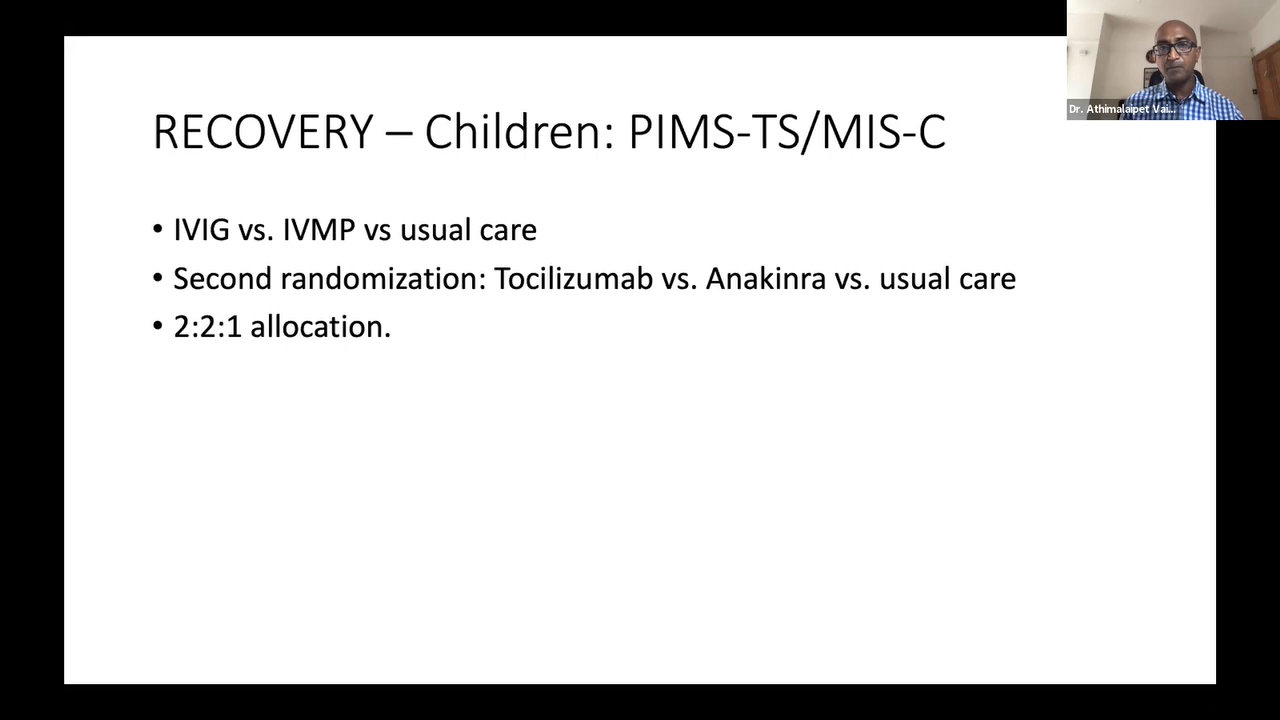 RECOVERY – Children: PIMS-TS/MIS-C
• IVIG vs. IVMP vs usual care
• Second randomization: Tocilizumab vs. Anakinra vs. usual care
• 2:2:1 allocation.
Dr. Athimalaipet Vai...